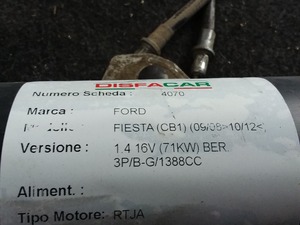 DISFACAR
Numero Scheda : 4070
Marca : FORD
FIESTA (CB1) (09/08>10/12<
Versione : 1.4 16V (71KW) BER.
3P/B-G/1388CC
Aliment. :
Tipo Motore: RTJA